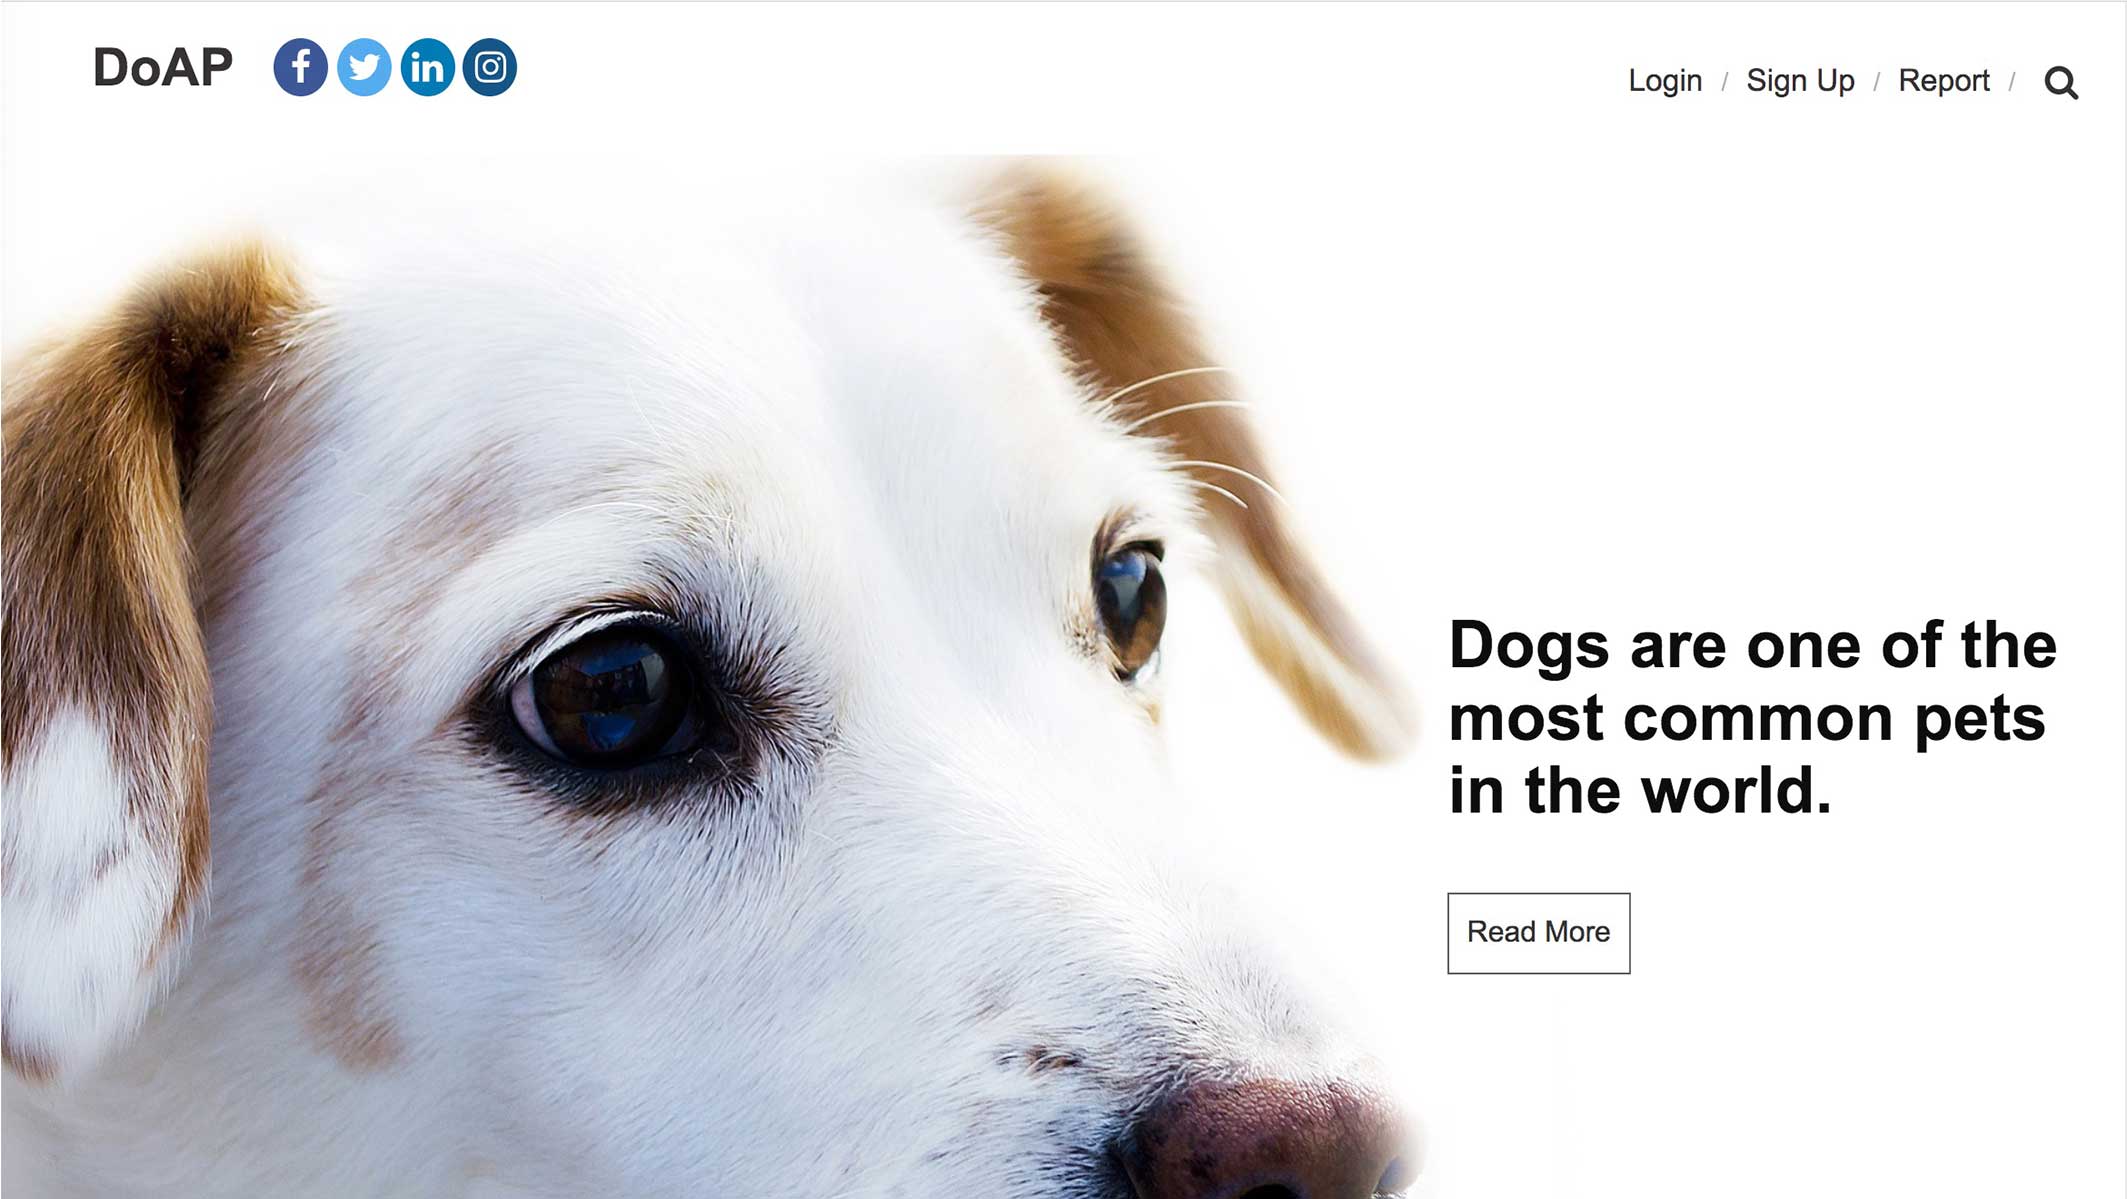 DoAP
Login / Sign Up / Report /
Dogs are one of the
most common pets
in the world.
Read More